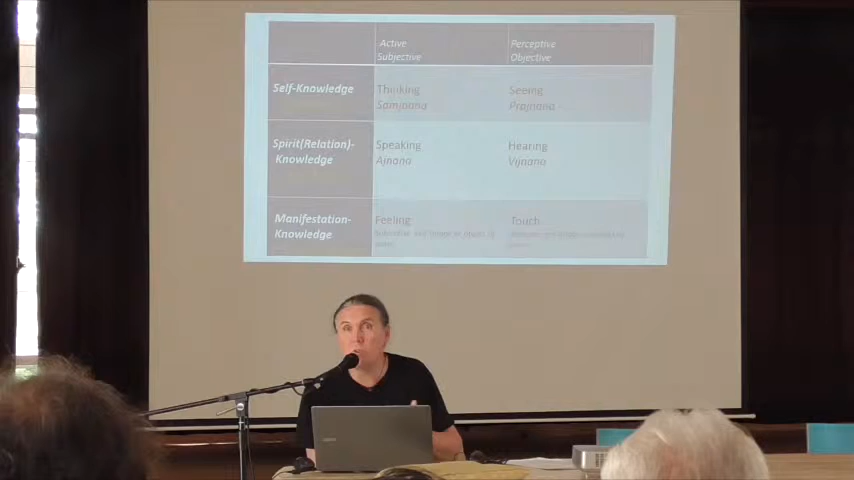 Active
Subjective
Perceptive
Objective
Self-Knowledge
Thinking
Samjnana
Seeing
Prajnana
Spirit(Relation)-
Knowledge
Speaking
Ajnana
Hearing
Vijnana
Manifestation-
Knowledge
Feeling
Touch